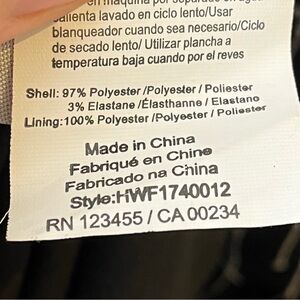 en máquina por separado en agua
calienta lavado en ciclo lento/Usar
blanqueador cuando sea necesario/Ciclo
de secado lento/ Utilizar plancha a
temperatura baja cuando por el reves
Shell: 97% Polyester /Polyester / Poliester
3% Elastane /Élasthanne / Elastano
Lining:100% Polyester /Polyester / Poliester
Made in China
Fabriqué en Chine
Fabricado na China
Style:HWF1740012
RN 123455 / CA 00234